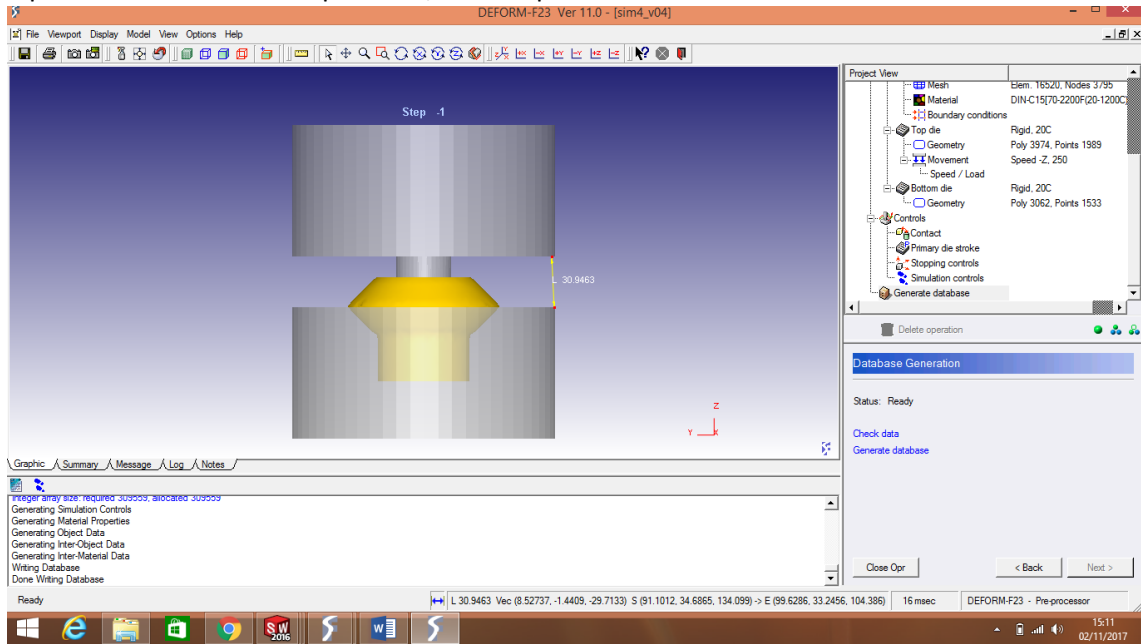 DEFORM-F23 Ver 11.0 - [sim4_v04]
File Viewport Display Model View Options Help
Step -1
L 30.9463
Z
Y X
Project View
Mesh Elem. 16520, Nodes 3795
Material DIN-C15[70-2200F(20-1200C)
Boundary conditions
Top die Rigid, 20C
Geometry Poly 3974, Points 1989
Movement Speed -Z, 250
Speed / Load
Bottom die Rigid, 20C
Geometry Poly 3062, Points 1533
Controls
Contact
Primary die stroke
Stopping controls
Simulation controls
Generate database
Delete operation
Database Generation
Status: Ready
Check data
Generate database
Close Opr < Back Next >
Graphic Summary Message Log Notes
Integer array size: required 309559, allocated 309559
Generating Simulation Controls
Generating Material Properties
Generating Object Data
Generating Inter-Object Data
Generating Inter-Material Data
Writing Database
Done Writing Database
Ready L 30.9463 Vec (8.52737, -1.4409, -29.7133) S (91.1012, 34.6865, 134.099) -> E (99.6286, 33.2456, 104.386) 16 msec DEFORM-F23 - Pre-processor
SW
2016
15:11
02/11/2017